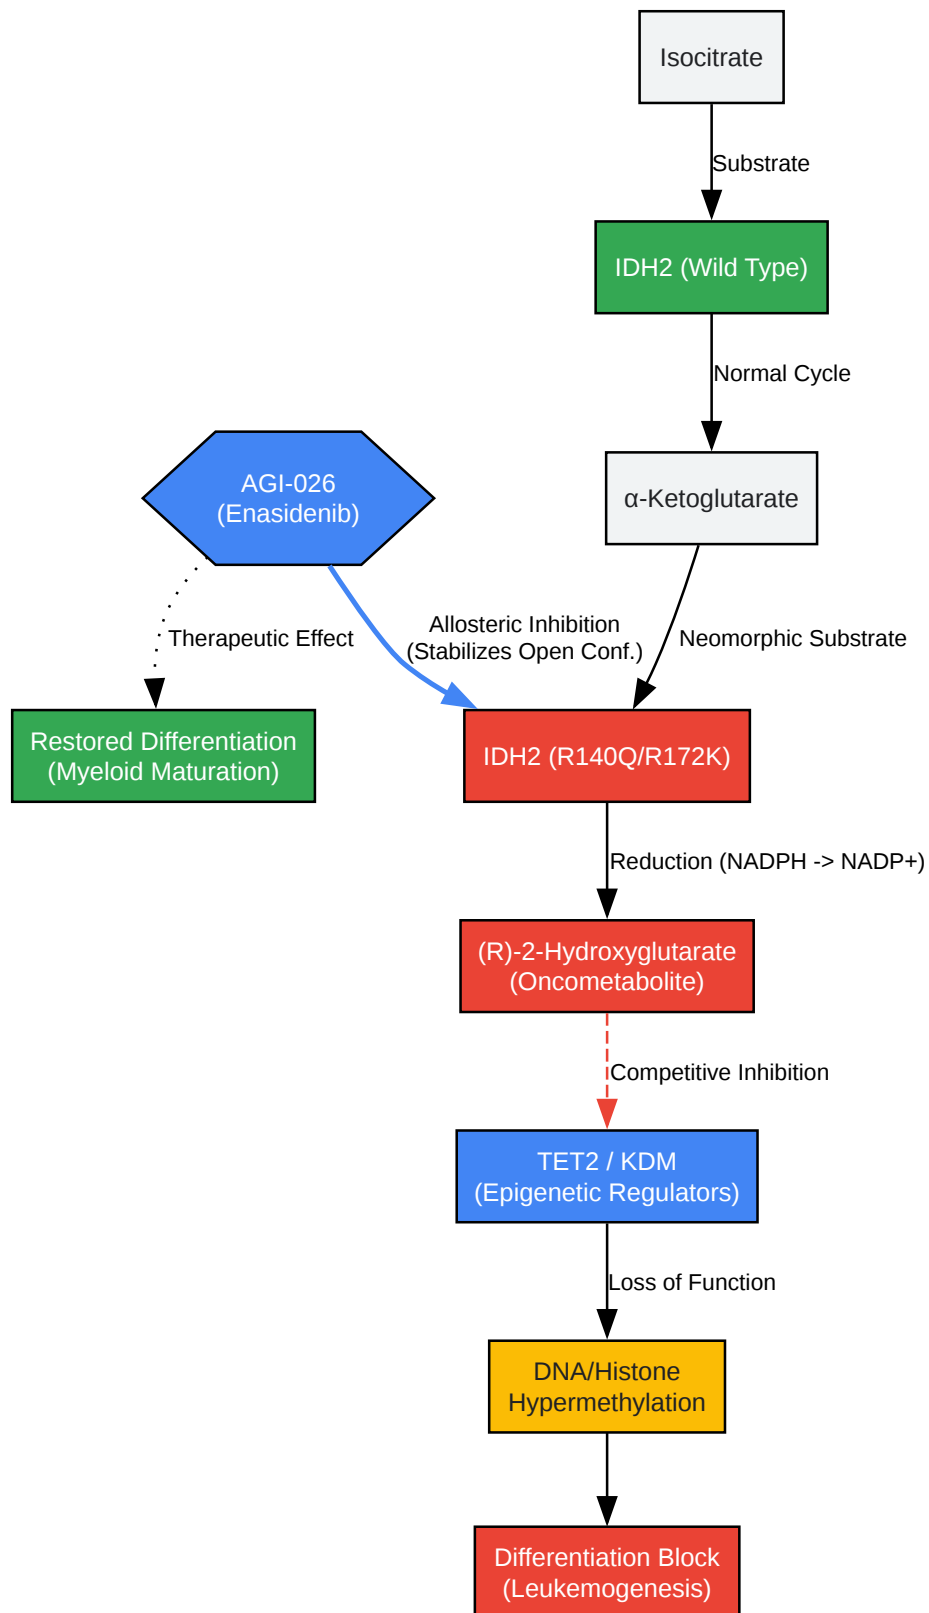 Isocitrate
Substrate
IDH2 (Wild Type)
Normal Cycle
AGI-026
(Enasidenib)
α-Ketoglutarate
Therapeutic Effect
Allosteric Inhibition
(Stabilizes Open Conf.)
Neomorphic Substrate
Restored Differentiation
(Myeloid Maturation)
IDH2 (R140Q/R172K)
Reduction (NADPH -> NADP+)
(R)-2-Hydroxyglutarate
(Oncometabolite)
Competitive Inhibition
TET2 / KDM
(Epigenetic Regulators)
Loss of Function
DNA/Histone
Hypermethylation
Differentiation Block
(Leukemogenesis)